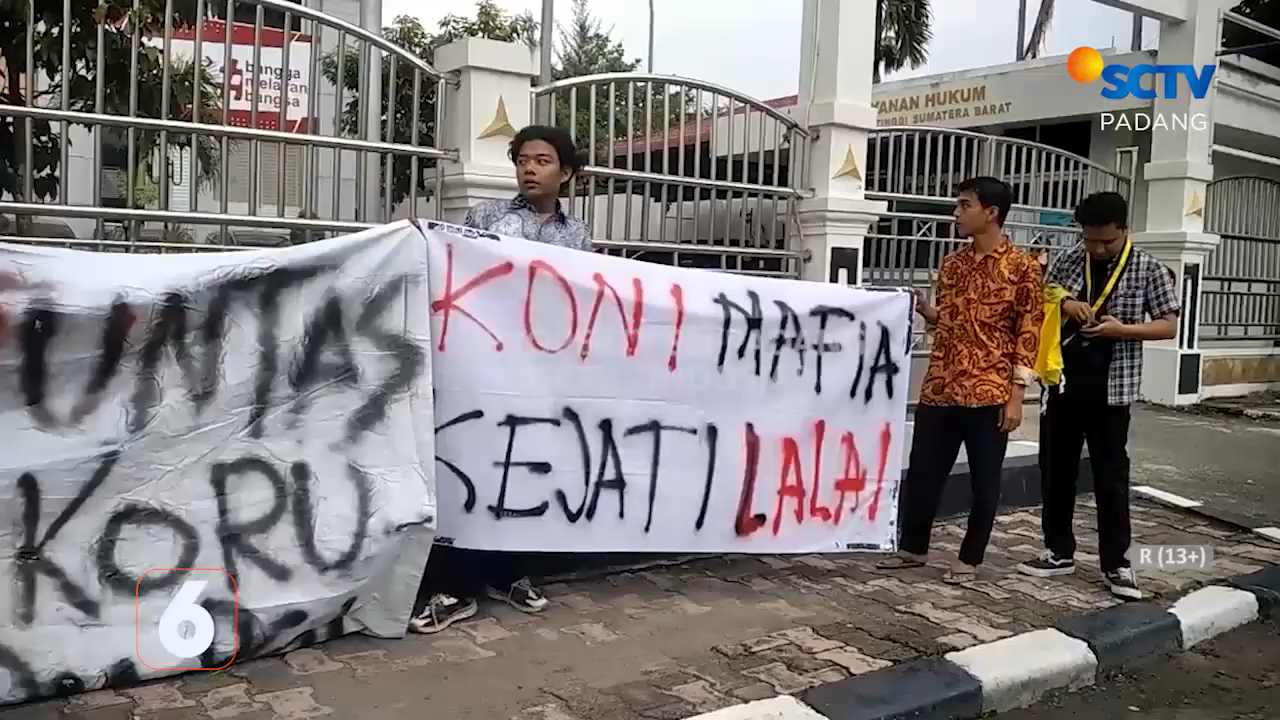 bangga
melayani
bangsa
YANAN HUKUM
TINGGI SUMATERA BARAT
SCTV
PADANG
UNTAS
KORU
KONI MAFIA
SEJATI LALAI
R (13+)
6